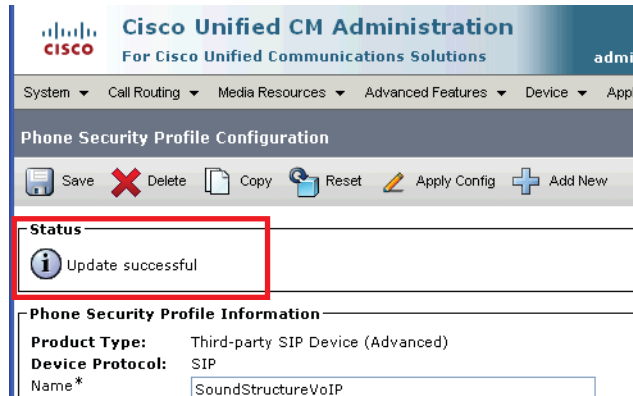 Cisco Unified CM Administration
CISCO
For Cisco Unified Communications Solutions
admi
System Call Routing Media Resources Advanced Features Device App
Phone Security Profile Configuration
Save Delete Copy Reset Apply Config Add New
Status
i Update successful
Phone Security Profile Information
Product Type: Third-party SIP Device (Advanced)
Device Protocol: SIP
Name* SoundStructureVoIP